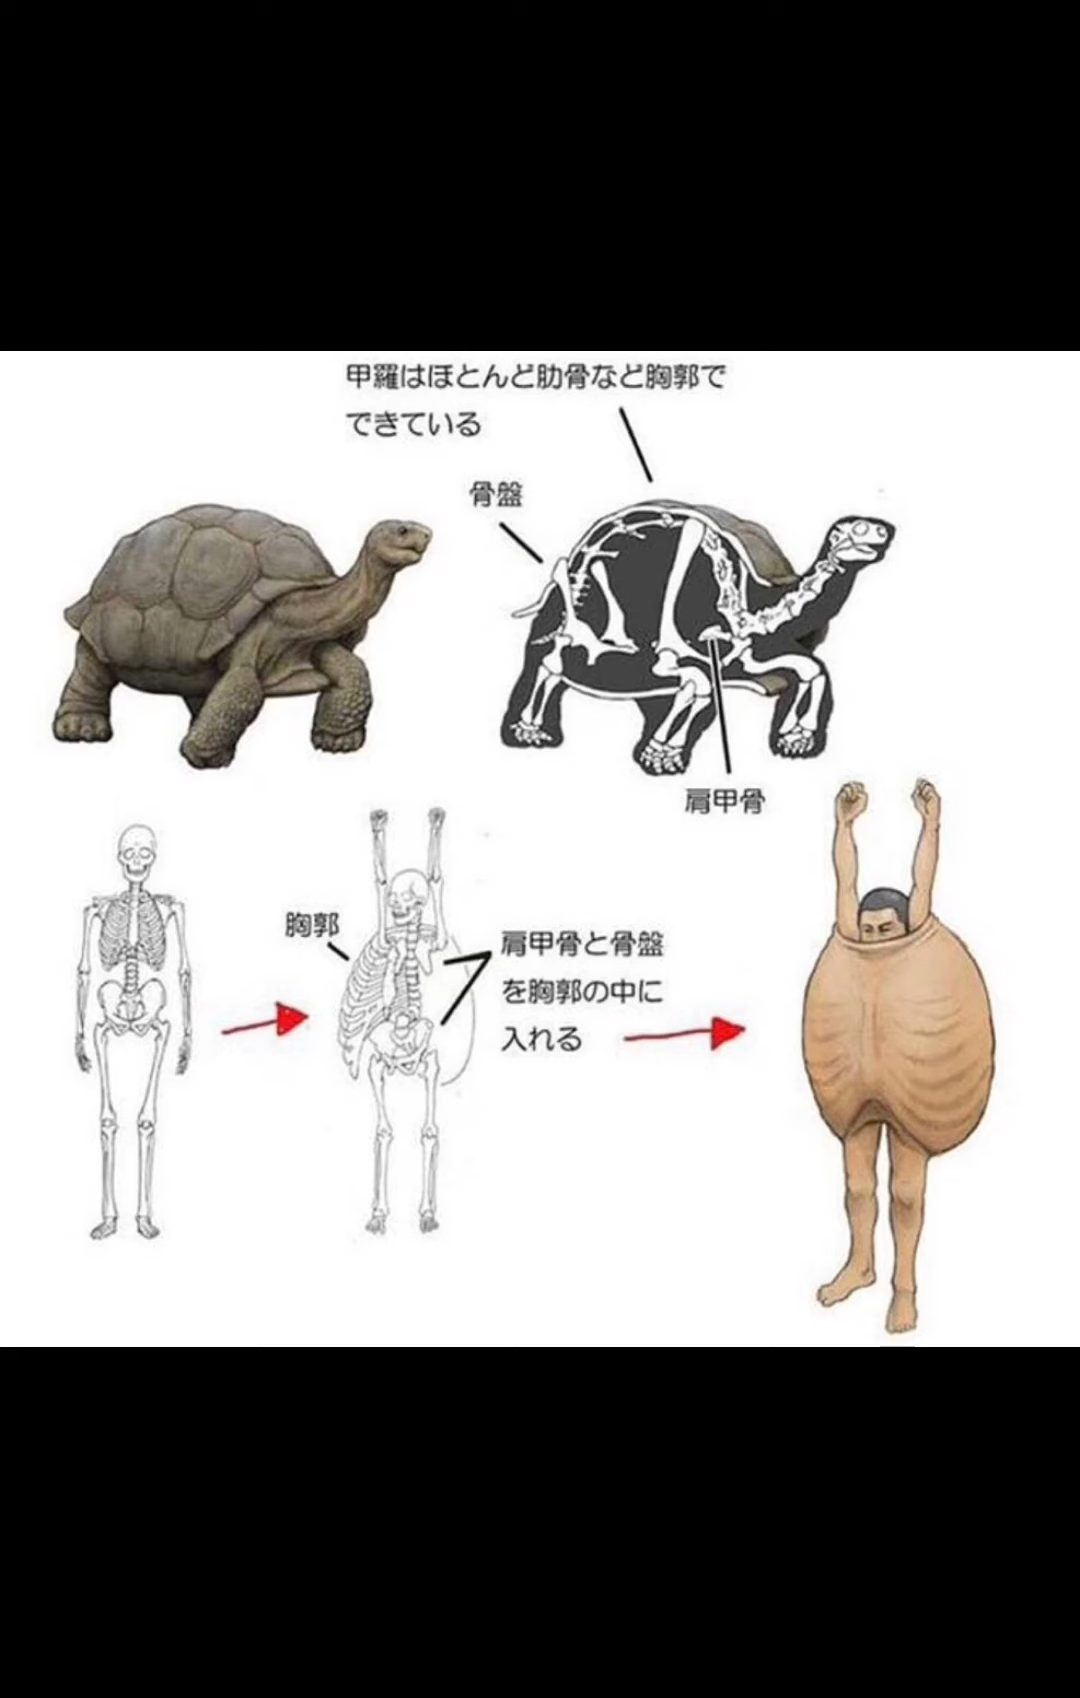 甲羅はほとんど肋骨など胸郭で
できている
骨盤
肩甲骨
胸郭
肩甲骨と骨盤
を胸郭の中に
入れる